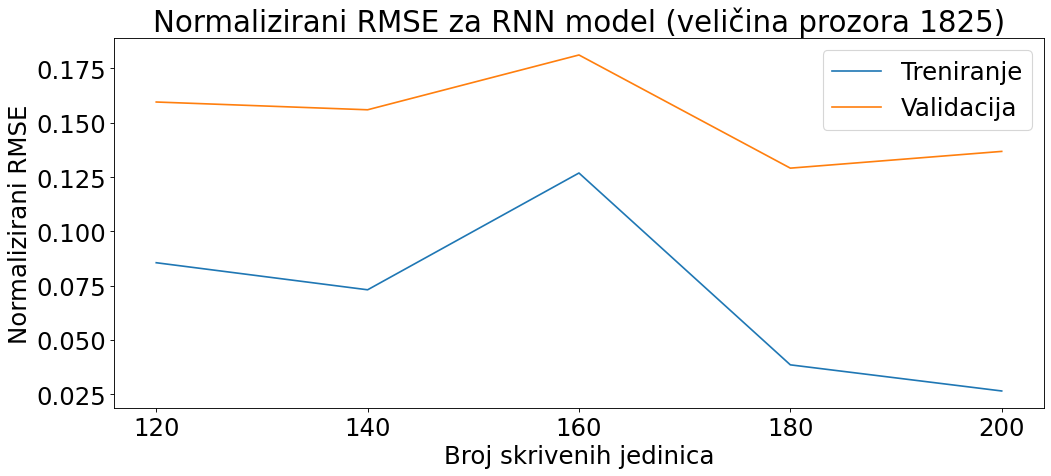 Normalizirani RMSE za RNN model (veličina prozora 1825)
Treniranje
Validacija
Normalizirani RMSE
0.175
0.150
0.125
0.100
0.075
0.050
0.025
120 140 160 180 200
Broj skrivenih jedinica